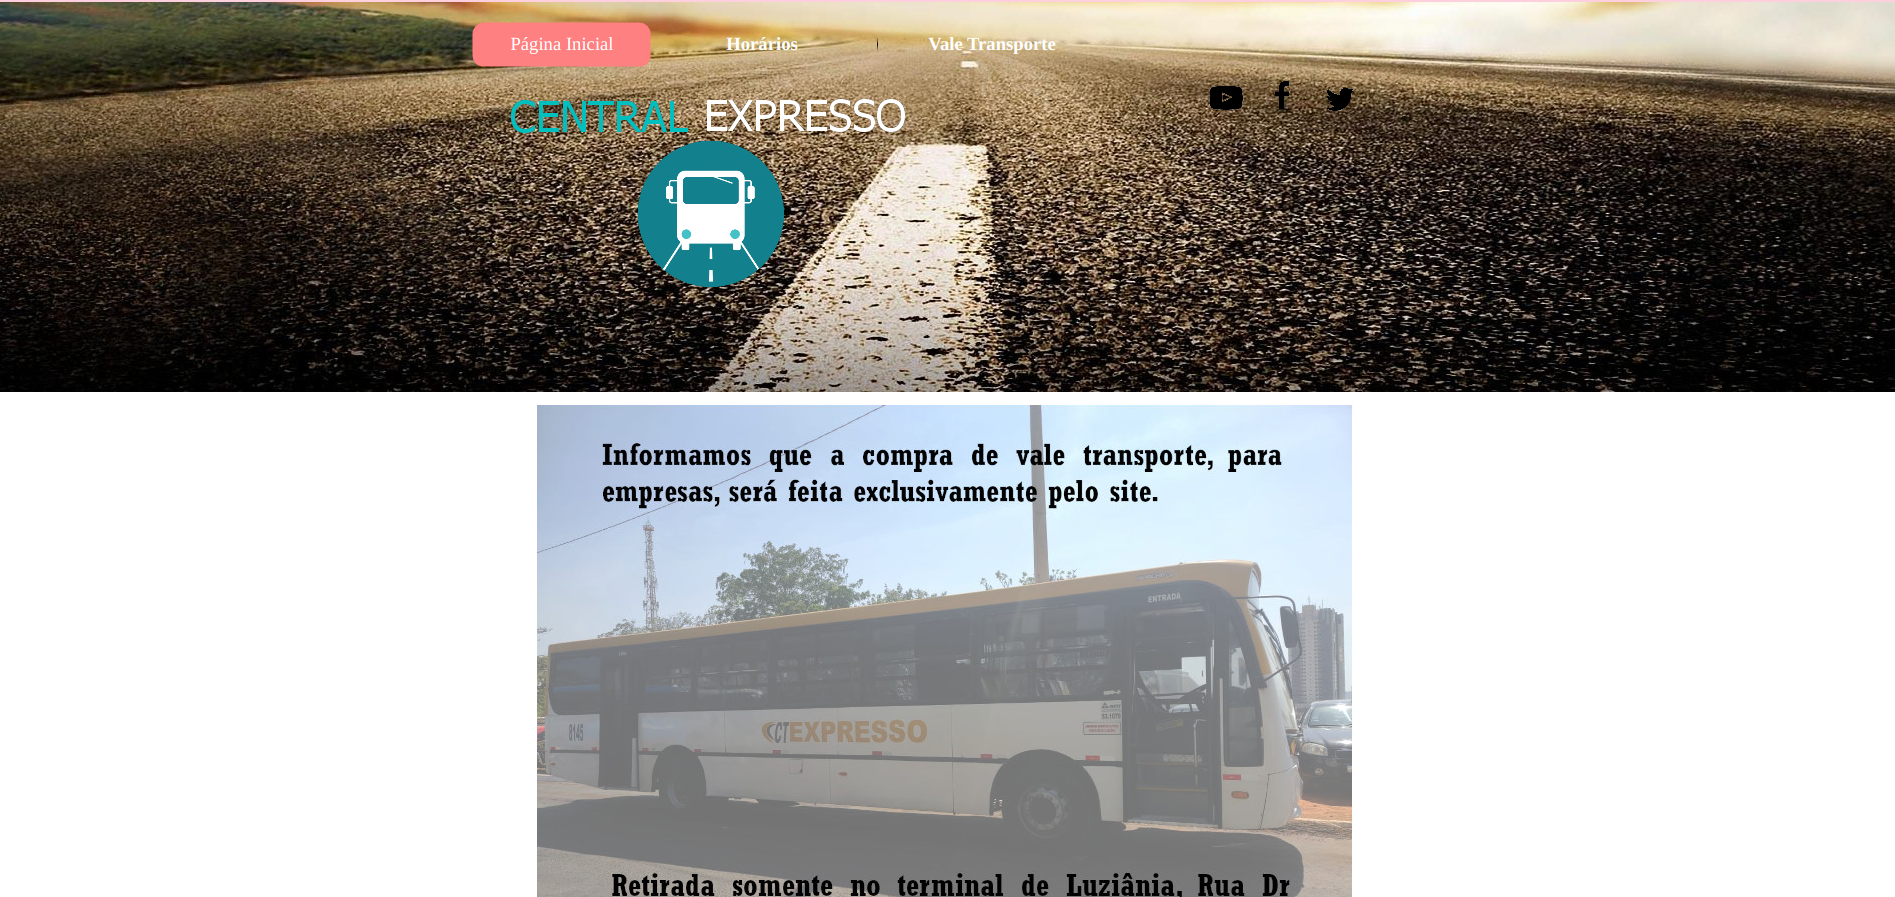 Página Inicial
Horários
Vale Transporte
CENTRAL EXPRESSO
Informamos que a compra de vale transporte, para
empresas, será feita exclusivamente pelo site.
ENTRADA
8145
CTEXPRESSO
Retirada somente no terminal de Luziânia, Rua Dr